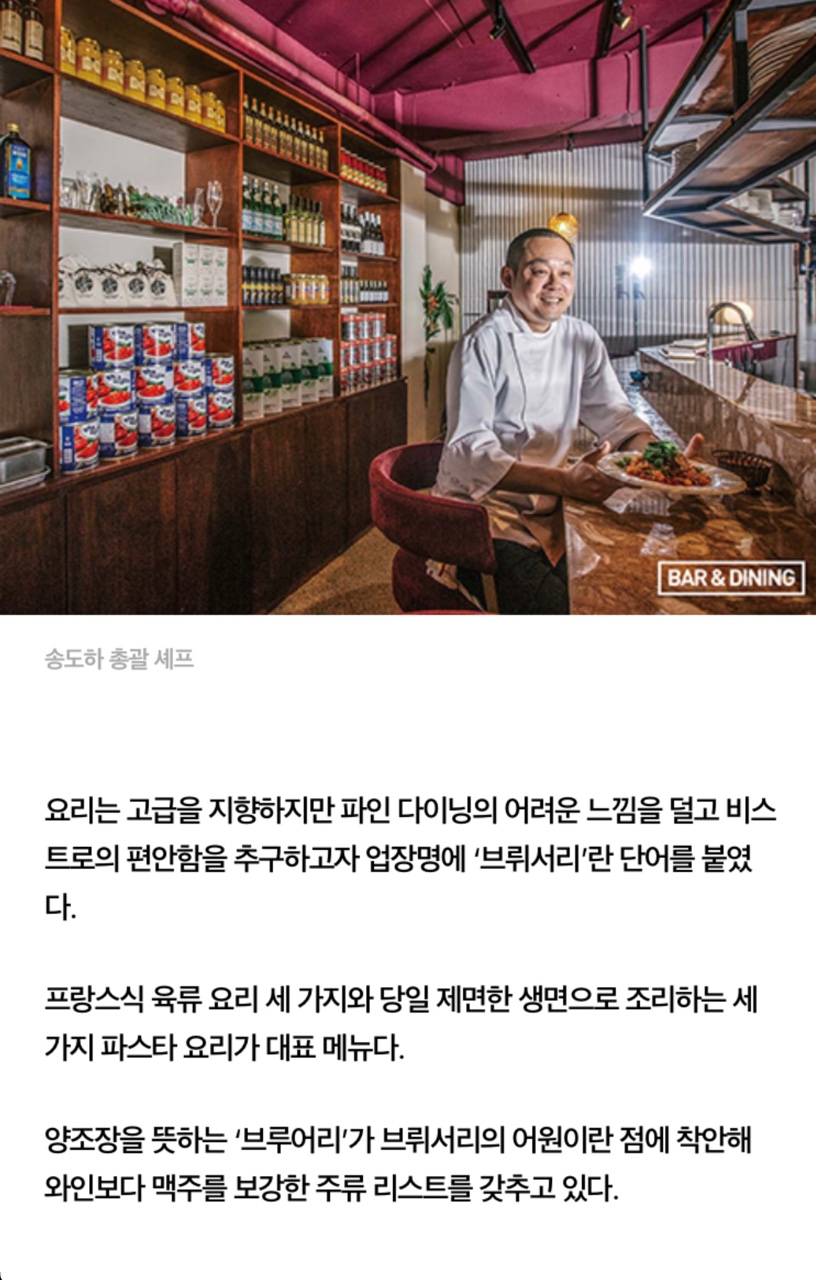 BAR & DINING
송도하 총괄 셰프
요리는 고급을 지향하지만 파인 다이닝의 어려운 느낌을 덜고 비스
트로의 편안함을 추구하고자 업장명에 ‘브뤼서리’란 단어를 붙였
다.
프랑스식 육류 요리 세 가지와 당일 제면한 생면으로 조리하는 세
가지 파스타 요리가 대표 메뉴다.
양조장을 뜻하는 ‘브루어리’가 브뤼서리의 어원이란 점에 착안해
와인보다 맥주를 보강한 주류 리스트를 갖추고 있다.